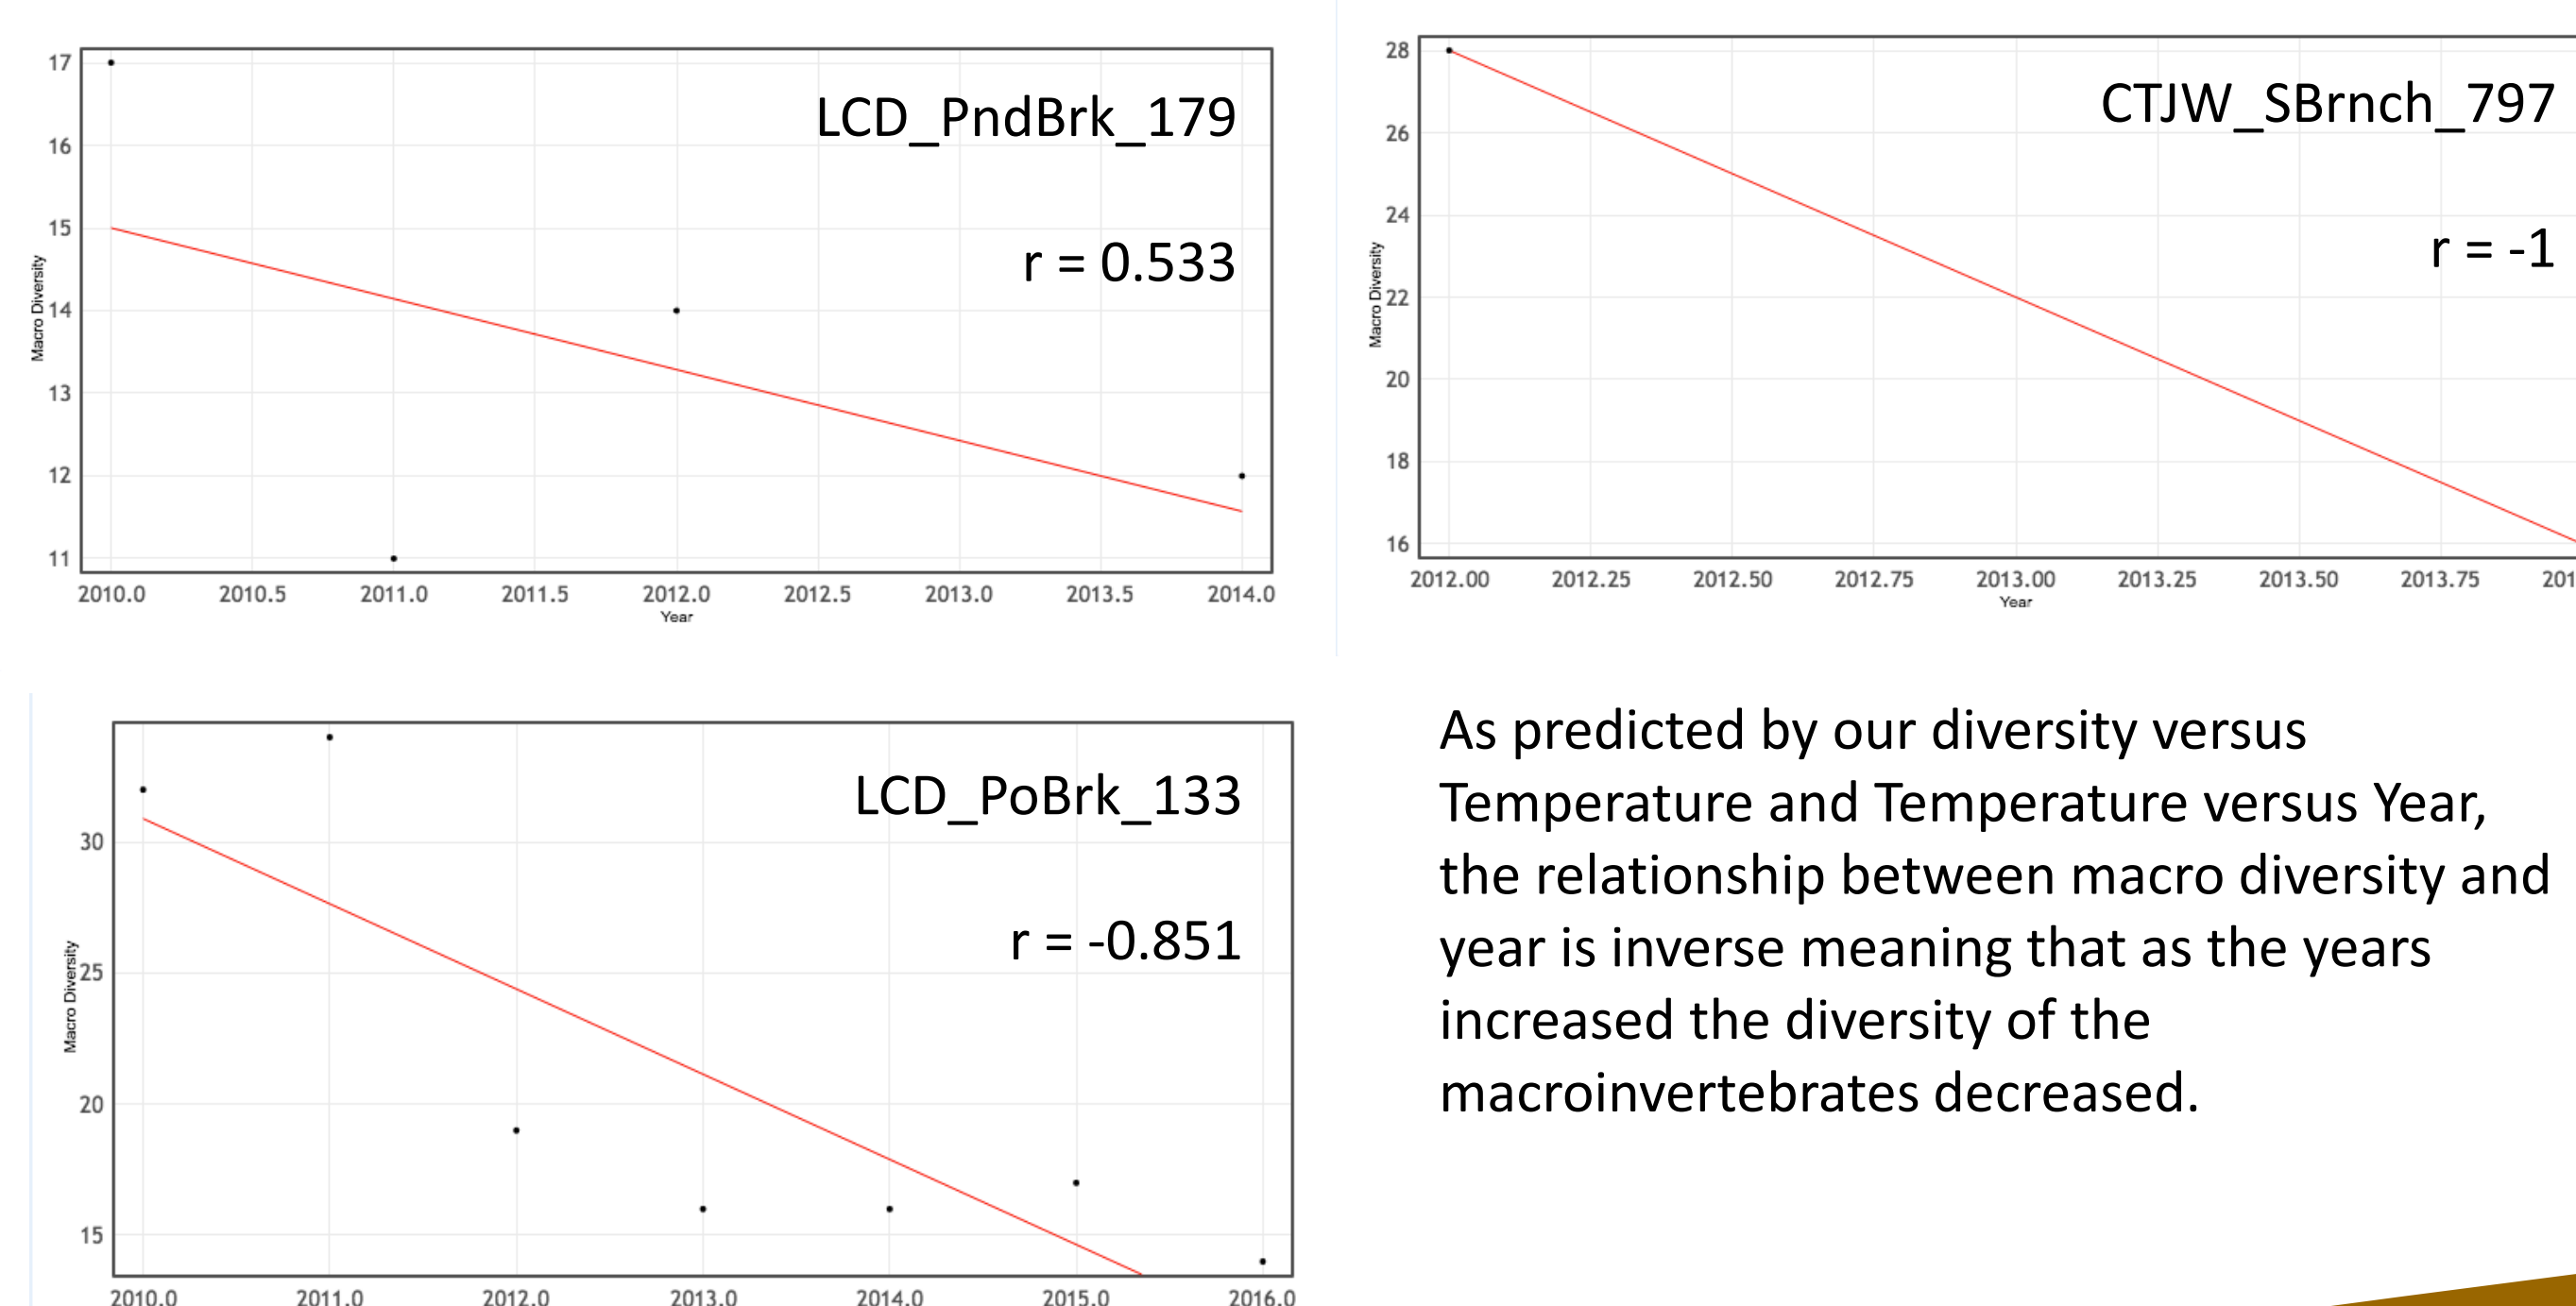 17
16
15
14
13
12
11
Macro Diversity
LCD_PndBrk_179
r = 0.533
2010.0 2010.5 2011.0 2011.5 2012.0 2012.5 2013.0 2013.5 2014.0
Year
28
26
24
22
20
18
16
Macro Diversity
CTJW_SBrnch_797
r = -1
2012.00 2012.25 2012.50 2012.75 2013.00 2013.25 2013.50 2013.75 201
Year
30
25
20
15
Macro Diversity
LCD_PoBrk_133
r = -0.851
2010.0 2011.0 2012.0 2013.0 2014.0 2015.0 2016.0
As predicted by our diversity versus
Temperature and Temperature versus Year,
the relationship between macro diversity and
year is inverse meaning that as the years
increased the diversity of the
macroinvertebrates decreased.